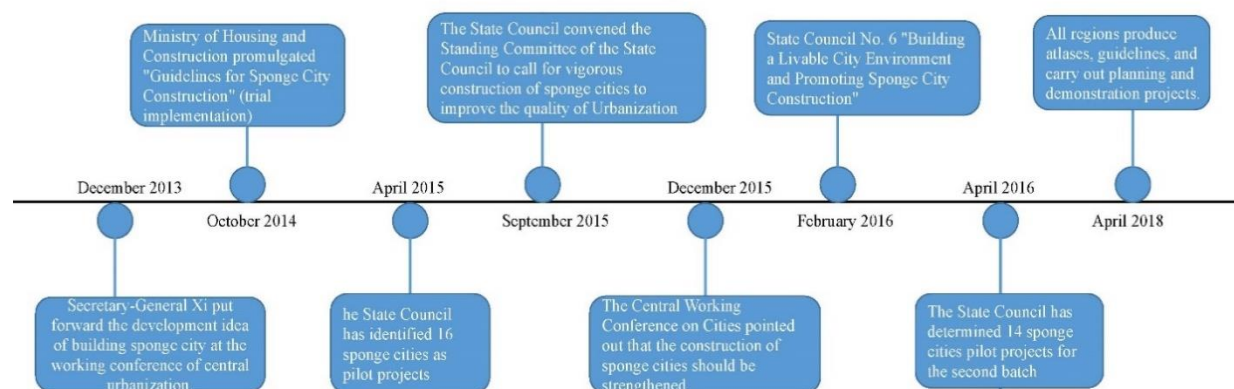 Ministry of Housing and
Construction promulgated
"Guidelines for Sponge City
Construction" (trial
implementation)
The State Council convened the
Standing Committee of the State
Council to call for vigorous
construction of sponge cities to
improve the quality of Urbanization
State Council No. 6 "Building
a Livable City Environment
and Promoting Sponge City
Construction"
All regions produce
atlases, guidelines, and
carry out planning and
demonstration projects.
December 2013
April 2015
December 2015
April 2016
October 2014
September 2015
February 2016
April 2018
Secretary-General Xi put
forward the development idea
of building sponge city at the
working conference of central
urbanization
he State Council
has identified 16
sponge cities as
pilot projects
The Central Working
Conference on Cities pointed
out that the construction of
sponge cities should be
strengthened
The State Council has
determined 14 sponge
cities pilot projects for
the second batch